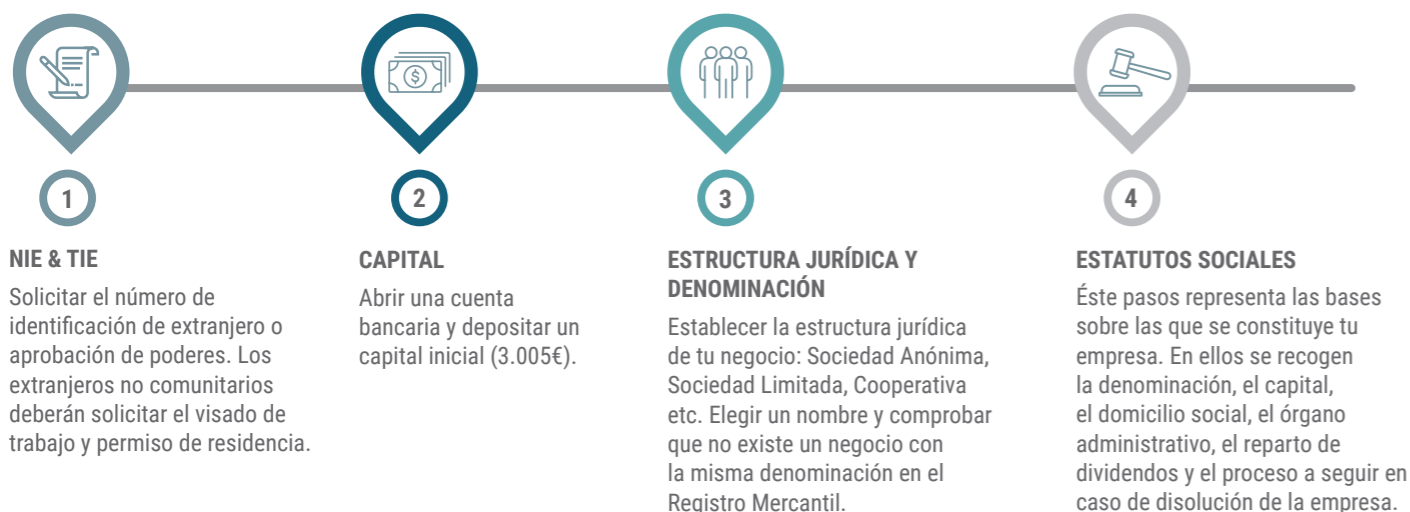 1
NIE & TIE
Solicitar el número de
identificación de extranjero o
aprobación de poderes. Los
extranjeros no comunitarios
deberán solicitar el visado de
trabajo y permiso de residencia.
2
CAPITAL
Abrir una cuenta
bancaria y depositar un
capital inicial (3.005€).
3
ESTRUCTURA JURÍDICA Y
DENOMINACIÓN
Establecer la estructura jurídica
de tu negocio: Sociedad Anónima,
Sociedad Limitada, Cooperativa
etc. Elegir un nombre y comprobar
que no existe un negocio con
la misma denominación en el
Registro Mercantil.
4
ESTATUTOS SOCIALES
Éste pasos representa las bases
sobre las que se constituye tu
empresa. En ellos se recogen
la denominación, el capital,
el domicilio social, el órgano
administrativo, el reparto de
dividendos y el proceso a seguir en
caso de disolución de la empresa.